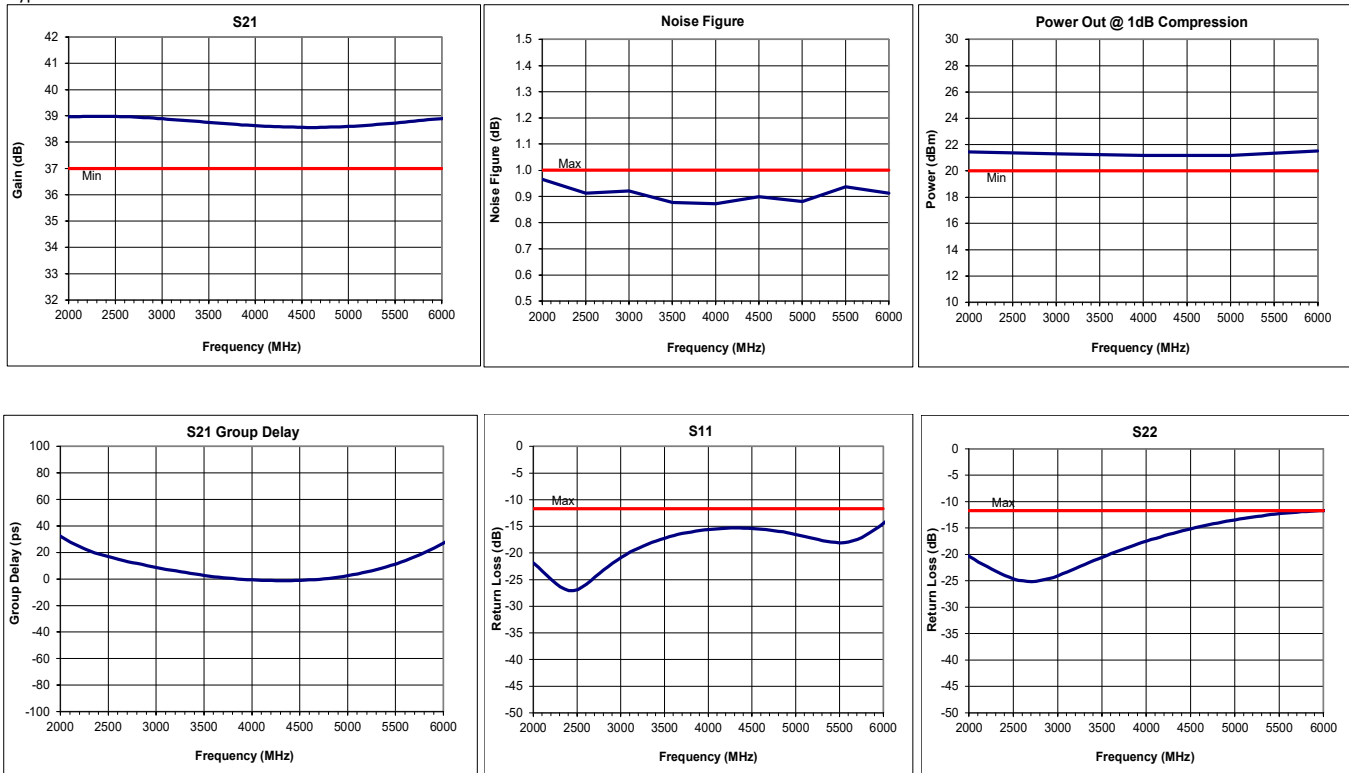 S21
Gain (dB)
42
41
40
39
38
37
36
35
34
33
32
Min
2000 2500 3000 3500 4000 4500 5000 5500 6000
Frequency (MHz)
Noise Figure
Noise Figure (dB)
1.5
1.4
1.3
1.2
1.1
1.0
0.9
0.8
0.7
0.6
0.5
Max
2000 2500 3000 3500 4000 4500 5000 5500 6000
Frequency (MHz)
Power Out @ 1dB Compression
Power (dBm)
30
28
26
24
22
20
18
16
14
12
10
Min
2000 2500 3000 3500 4000 4500 5000 5500 6000
Frequency (MHz)
S21 Group Delay
Group Delay (ps)
100
80
60
40
20
0
-20
-40
-60
-80
-100
2000 2500 3000 3500 4000 4500 5000 5500 6000
Frequency (MHz)
S11
Return Loss (dB)
0
-5
-10
-15
-20
-25
-30
-35
-40
-45
-50
Max
2000 2500 3000 3500 4000 4500 5000 5500 6000
Frequency (MHz)
S22
Return Loss (dB)
0
-5
-10
-15
-20
-25
-30
-35
-40
-45
-50
Max
2000 2500 3000 3500 4000 4500 5000 5500 6000
Frequency (MHz)